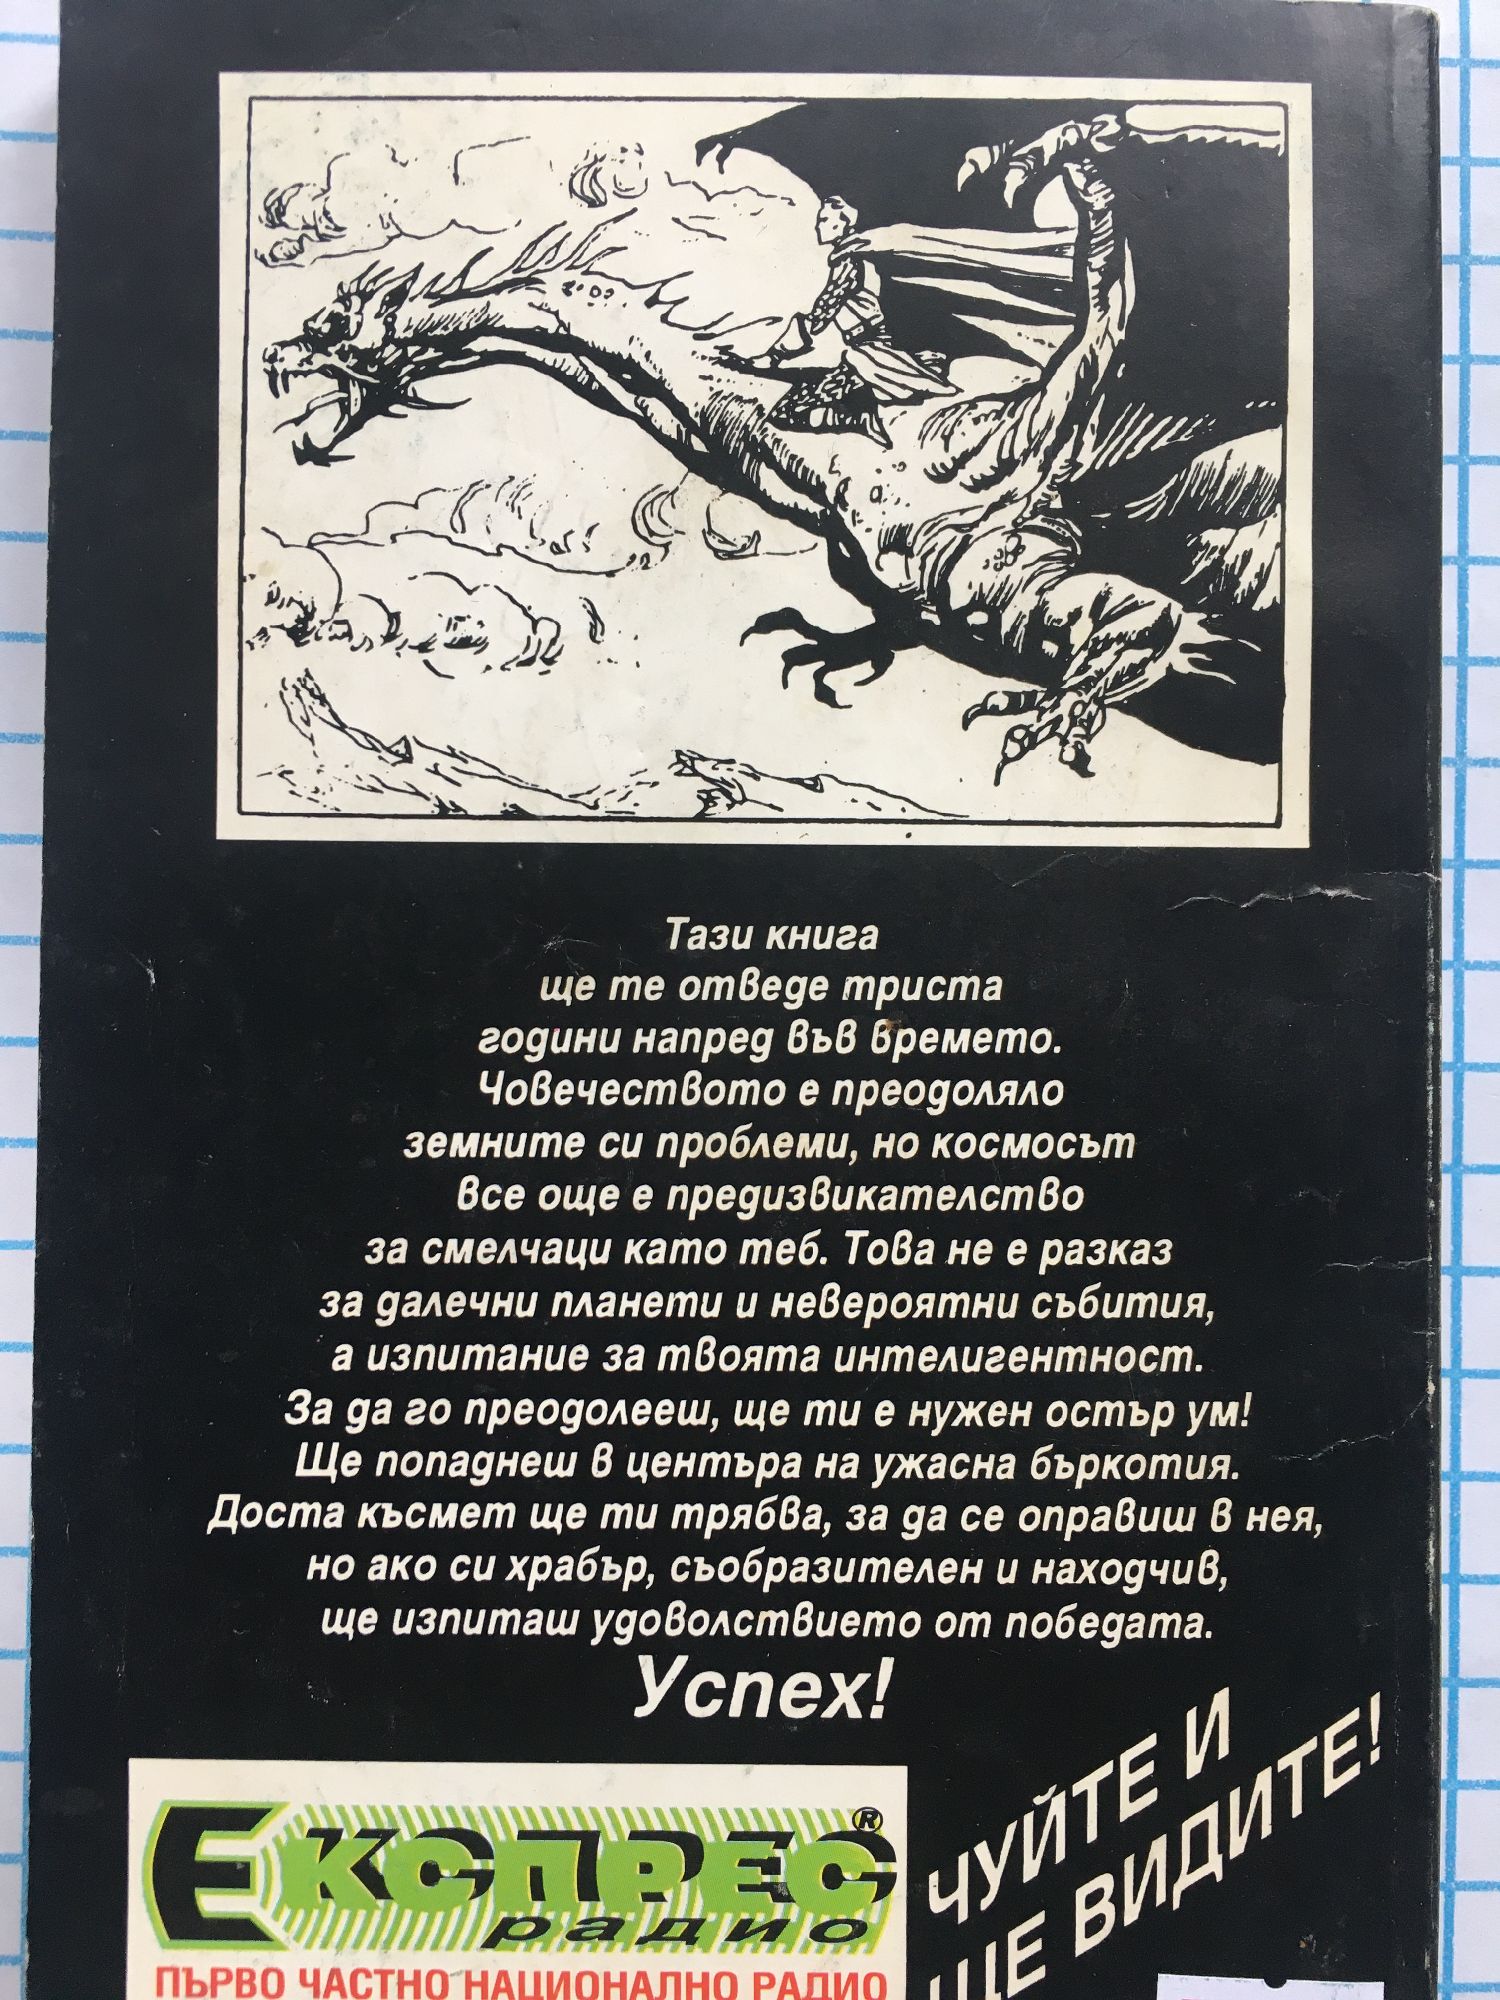 Тази книга
ще те отведе триста
години напред във времето.
Човечеството е преодоляло
земните си проблеми, но космосът
все още е предизвикателство
за смелчаци като теб. Това не е разказ
за далечни планети и невероятни събития,
а изпитание за твоята интелигентност.
За да го преодолееш, ще ти е нужен остър ум!
Ще попаднеш в центъра на ужасна бъркотия.
Доста късмет ще ти трябва, за да се оправиш в нея,
но ако си храбър, съобразителен и находчив,
ще изпиташ удоволствието от победата.
Успех!
ЕКСПРЕС®
радио
ПЪРВО ЧАСТНО НАЦИОНАЛНО РАДИО
ЧУЙТЕ И
ЩЕ ВИДИТЕ!